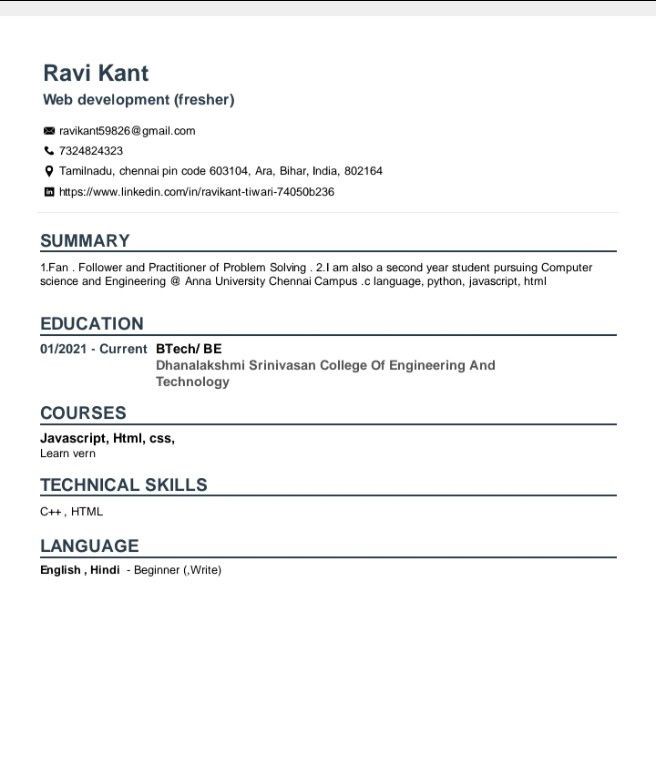 Ravi Kant
Web development (fresher)
ravikant59826@gmail.com
7324824323
Tamilnadu, chennai pin code 603104, Ara, Bihar, India, 802164
https://www.linkedin.com/in/ravikant-tiwari-74050b236
SUMMARY
1.Fan . Follower and Practitioner of Problem Solving . 2.I am also a second year student pursuing Computer
science and Engineering @ Anna University Chennai Campus .c language, python, javascript, html
EDUCATION
01/2021 - Current BTech/ BE
Dhanalakshmi Srinivasan College Of Engineering And
Technology
COURSES
Javascript, Html, css,
Learn vern
TECHNICAL SKILLS
C++ , HTML
LANGUAGE
English , Hindi - Beginner (,Write)